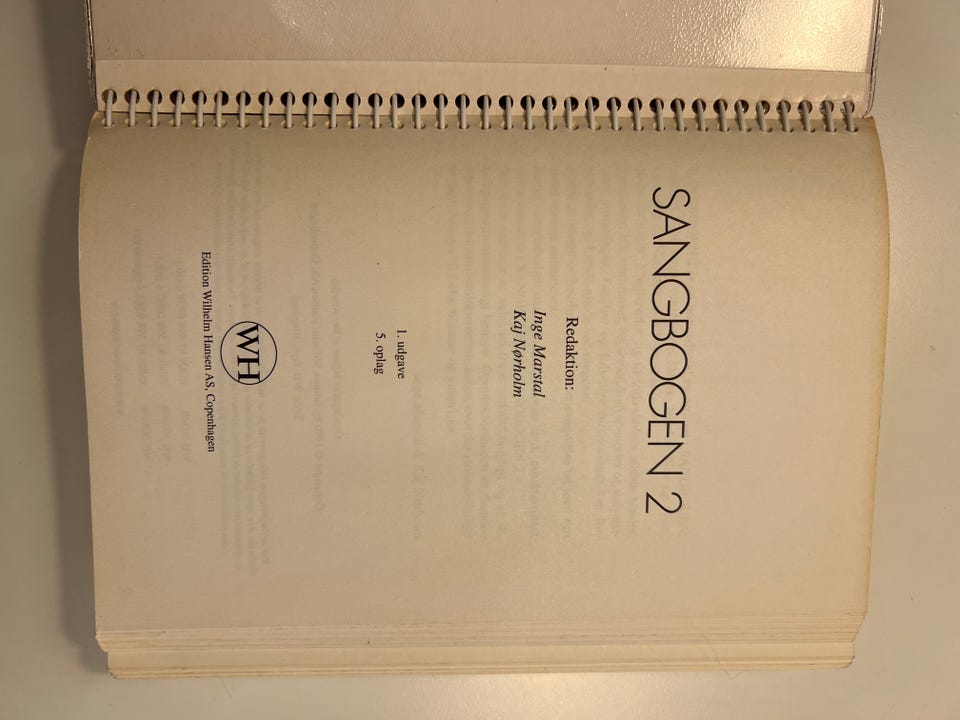 SANGBOGEN 2
Redaktion:
Inge Marstal
Kaj Nørholm
1. udgave
5. oplag
WH
Edition Wilhelm Hansen AS, Copenhagen